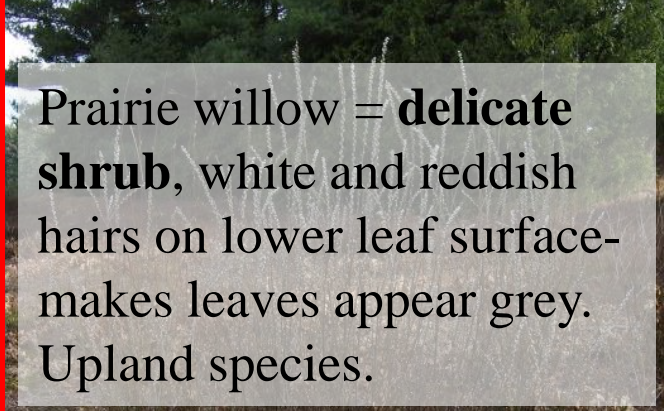 Prairie willow = delicate
shrub, white and reddish
hairs on lower leaf surface-
makes leaves appear grey.
Upland species.